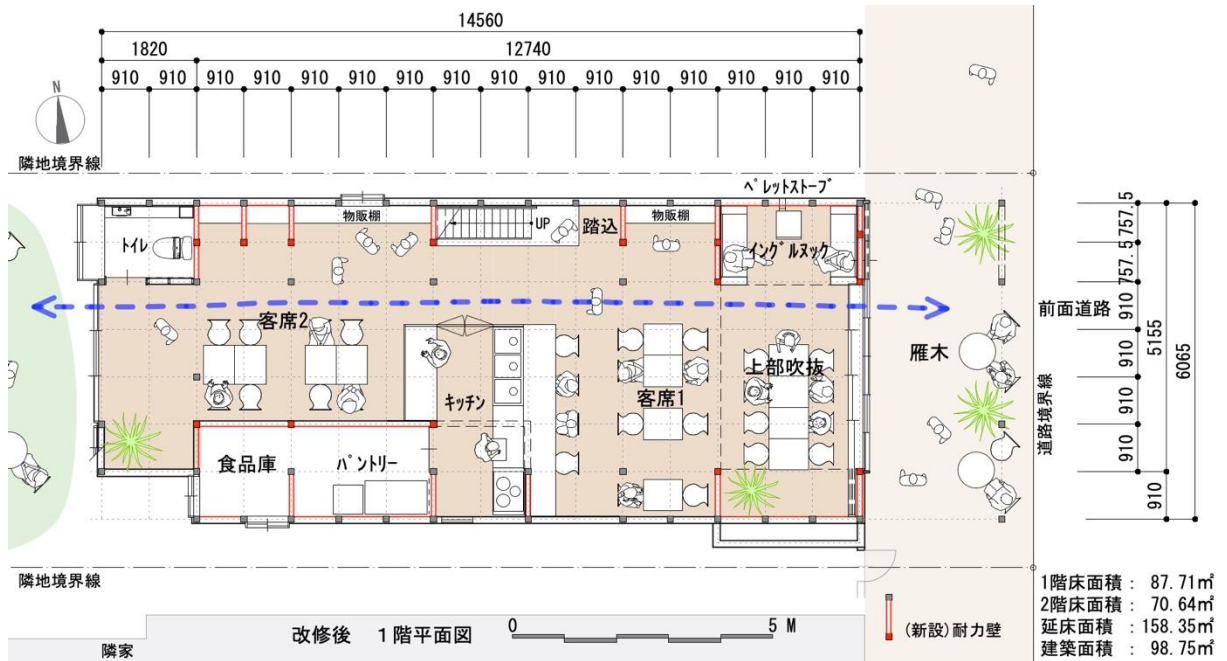 14560
1820 12740
910 910 910 910 910 910 910 910 910 910 910 910 910 910 910 910
N
隣地境界線
ペレットストーブ
物販棚 UP 踏込 物販棚
トイレ イングルヌック
客席2
キッチン 客席1 上部吹抜 雁木
食品庫 パントリー
前面道路
道路境界線
757.5
757.5
910
910
910
910
910
5155
6065
隣地境界線
1階床面積 : 87.71㎡
2階床面積 : 70.64㎡
延床面積 : 158.35㎡
建築面積 : 98.75㎡
(新設)耐力壁
改修後 1階平面図 0 5 M
隣家